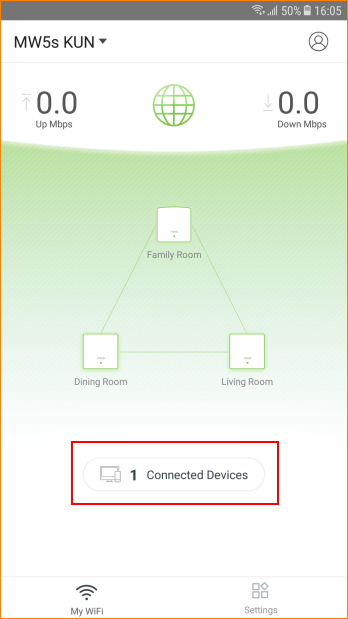 50% 16:05
MW5s KUN
0.0
Up Mbps
0.0
Down Mbps
Family Room
Dining Room
Living Room
1 Connected Devices
My WiFi
Settings